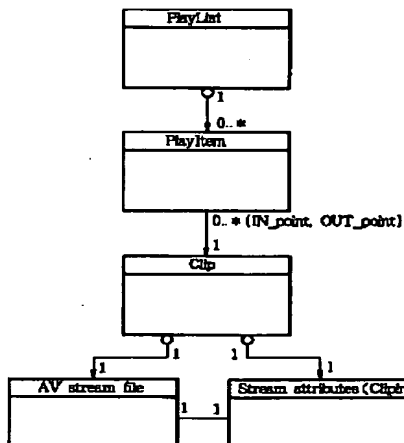 PlayList
1
0..*
PlayItem
0..* (IN_point, OUT_point)
1
Clip
1 1
1 1
AV stream file Stream attributes (ClipIn
1 1